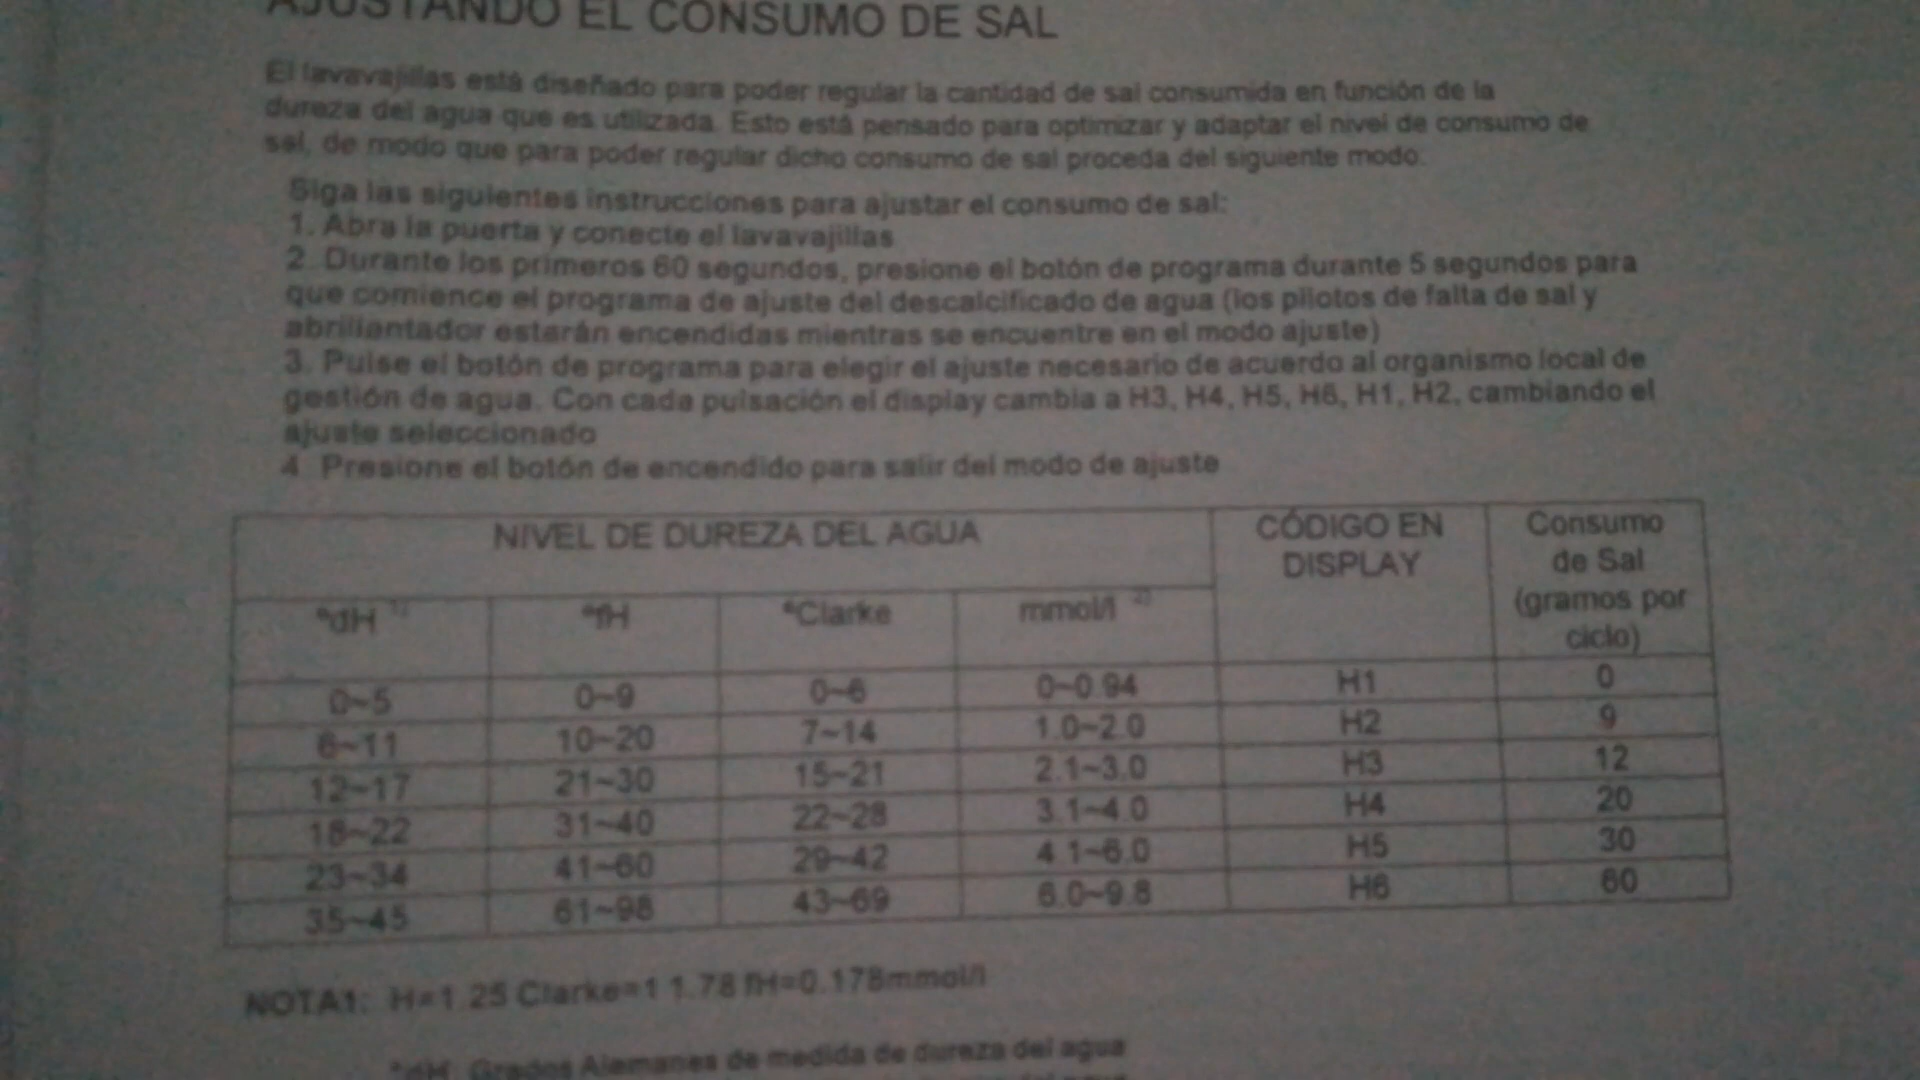 AJUSTANDO EL CONSUMO DE SAL
El lavavajillas está diseñado para poder regular la cantidad de sal consumida en función de la
dureza del agua que es utilizada. Esto está pensado para optimizar y adaptar el nivel de consumo de
sal, de modo que para poder regular dicho consumo de sal proceda del siguiente modo:
Siga las siguientes instrucciones para ajustar el consumo de sal:
1. Abra la puerta y conecte el lavavajillas
2. Durante los primeros 60 segundos, presione el botón de programa durante 5 segundos para
que comience el programa de ajuste del descalcificado de agua (los pilotos de falta de sal y
abrillantador estarán encendidas mientras se encuentre en el modo ajuste)
3. Pulse el botón de programa para elegir el ajuste necesario de acuerdo al organismo local de
gestión de agua. Con cada pulsación el display cambia a H3, H4, H5, H6, H1, H2, cambiando el
ajuste seleccionado
4. Presione el botón de encendido para salir del modo de ajuste
NIVEL DE DUREZA DEL AGUA CÓDIGO EN DISPLAY Consumo de Sal (gramos por ciclo)
°dH 1) °fH °Clarke mmol/l 2)
0~5 0~9 0~6 0~0.94 H1 0
6~11 10~20 7~14 1.0~2.0 H2 9
12~17 21~30 15~21 2.1~3.0 H3 12
18~22 31~40 22~28 3.1~4.0 H4 20
23~34 41~60 29~42 4.1~6.0 H5 30
35~45 61~98 43~69 6.0~9.8 H6 60
NOTA1: H=1.25 Clarke=1 1.78 fH=0.178mmol/l
°dH: Grados Alemanes de medida de dureza del agua